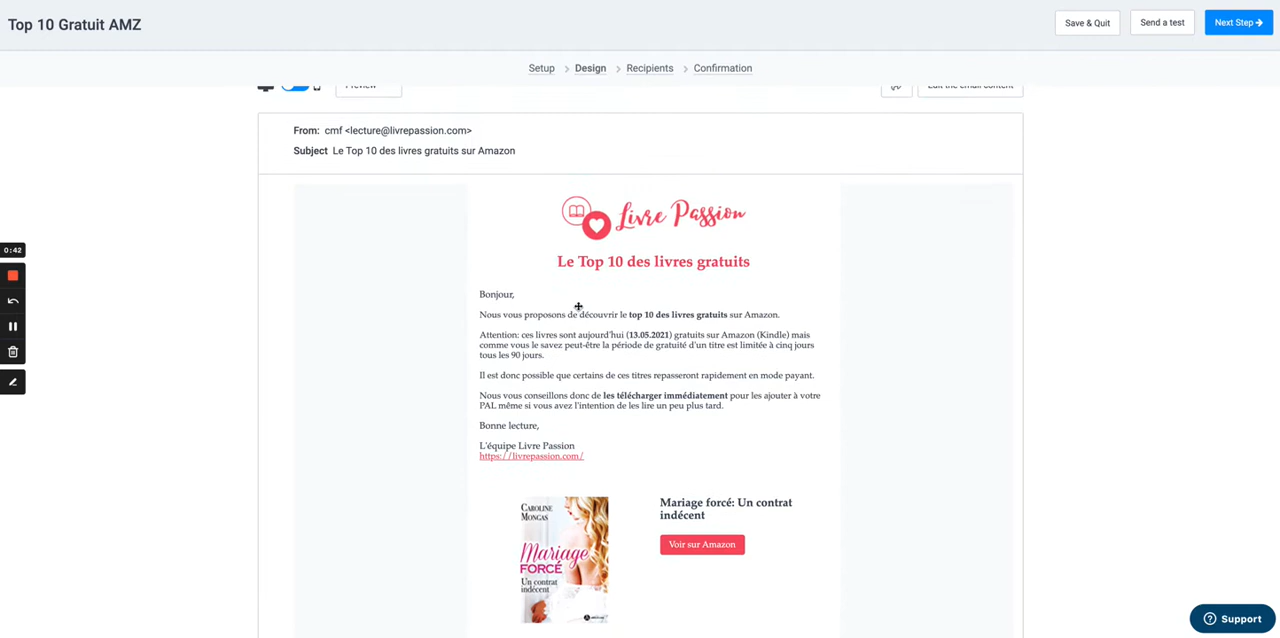 Top 10 Gratuit AMZ
Save & Quit
Send a test
Next Step
Setup
Design
Recipients
Confirmation
Preview
Edit the email content
From: cmf <lecture@livrepassion.com>
Subject Le Top 10 des livres gratuits sur Amazon
0:42
Livre Passion
Le Top 10 des livres gratuits
Bonjour,
Nous vous proposons de découvrir le top 10 des livres gratuits sur Amazon.
Attention: ces livres sont aujourd'hui (13.05.2021) gratuits sur Amazon (Kindle) mais
comme vous le savez peut-être la période de gratuité d'un titre est limitée à cinq jours
tous les 90 jours.
Il est donc possible que certains de ces titres repasseront rapidement en mode payant.
Nous vous conseillons donc de les télécharger immédiatement pour les ajouter à votre
PAL même si vous avez l'intention de les lire un peu plus tard.
Bonne lecture,
L'équipe Livre Passion
https://livrepassion.com/
CAROLINE
MONGAS
Mariage
FORCÉ
Un contrat
indécent
Mariage forcé: Un contrat
indécent
Voir sur Amazon
Support